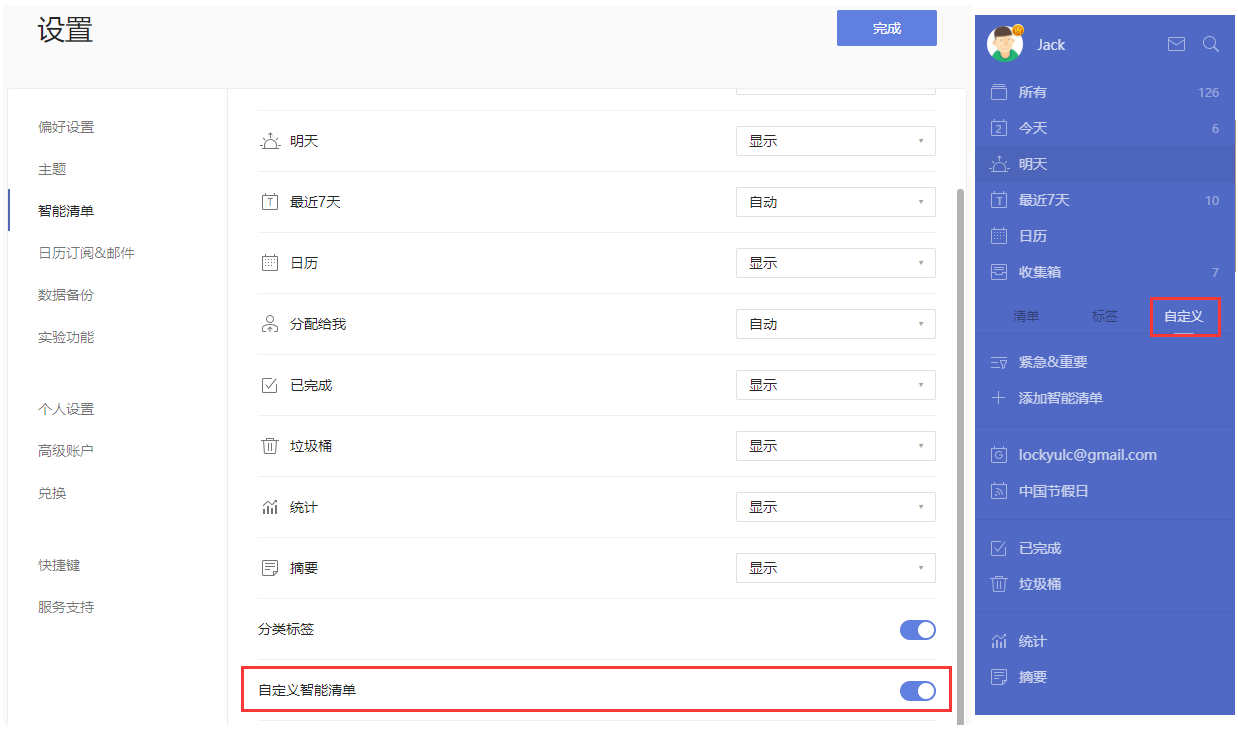 设置
完成
偏好设置
主题
智能清单
日历订阅&邮件
数据备份
实验功能
个人设置
高级账户
兑换
快捷键
服务支持
明天
显示
最近7天
自动
日历
显示
分配给我
自动
已完成
显示
垃圾桶
显示
统计
显示
摘要
显示
分类标签
自定义智能清单
Jack
所有 126
2 今天 6
明天
T 最近7天 10
日历
收集箱 7
清单 标签 自定义
紧急&重要
添加智能清单
G lockyulc@gmail.com
中国节假日
已完成
垃圾桶
统计
摘要